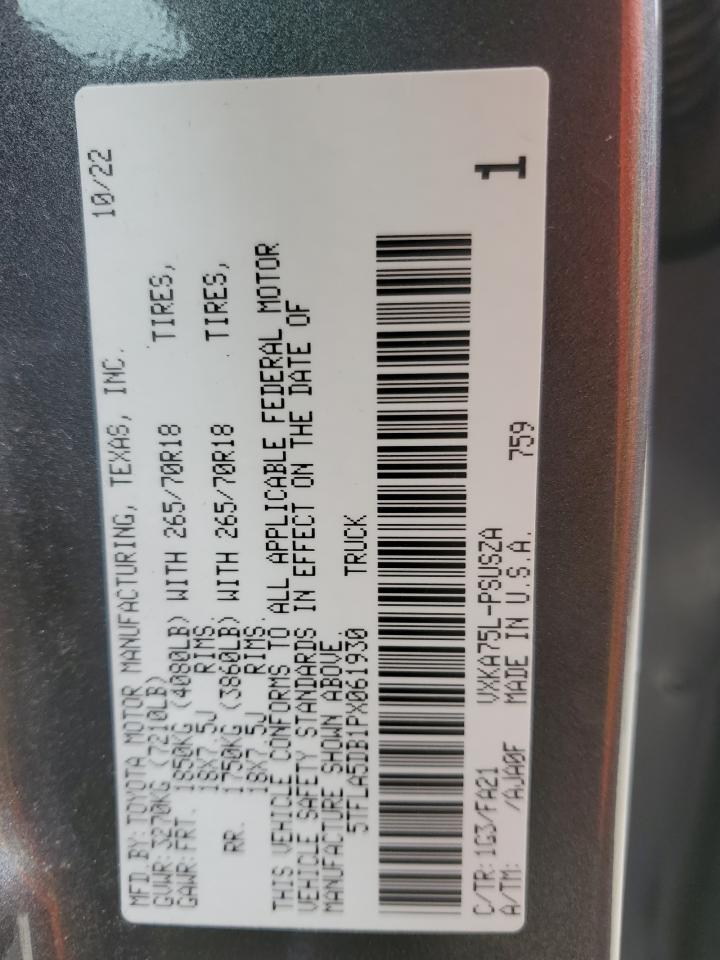 MFD. BY: TOYOTA MOTOR MANUFACTURING, TEXAS, INC. 10/22
GVWR: 3270KG (7210LB)
GAWR: FRT. 1850KG (4080LB) WITH 265/70R18 TIRES,
18X7.5J RIMS
RR. 1750KG (3860LB) WITH 265/70R18 TIRES,
18X7.5J RIMS.
THIS VEHICLE CONFORMS TO ALL APPLICABLE FEDERAL MOTOR
VEHICLE SAFETY STANDARDS IN EFFECT ON THE DATE OF
MANUFACTURE SHOWN ABOVE
5TFLA5DB1PX061930 TRUCK
C/TR: 1G3/FA21 VXKA75L-PSUSZA
A/TM: /AJA0F MADE IN U.S.A. 759
1